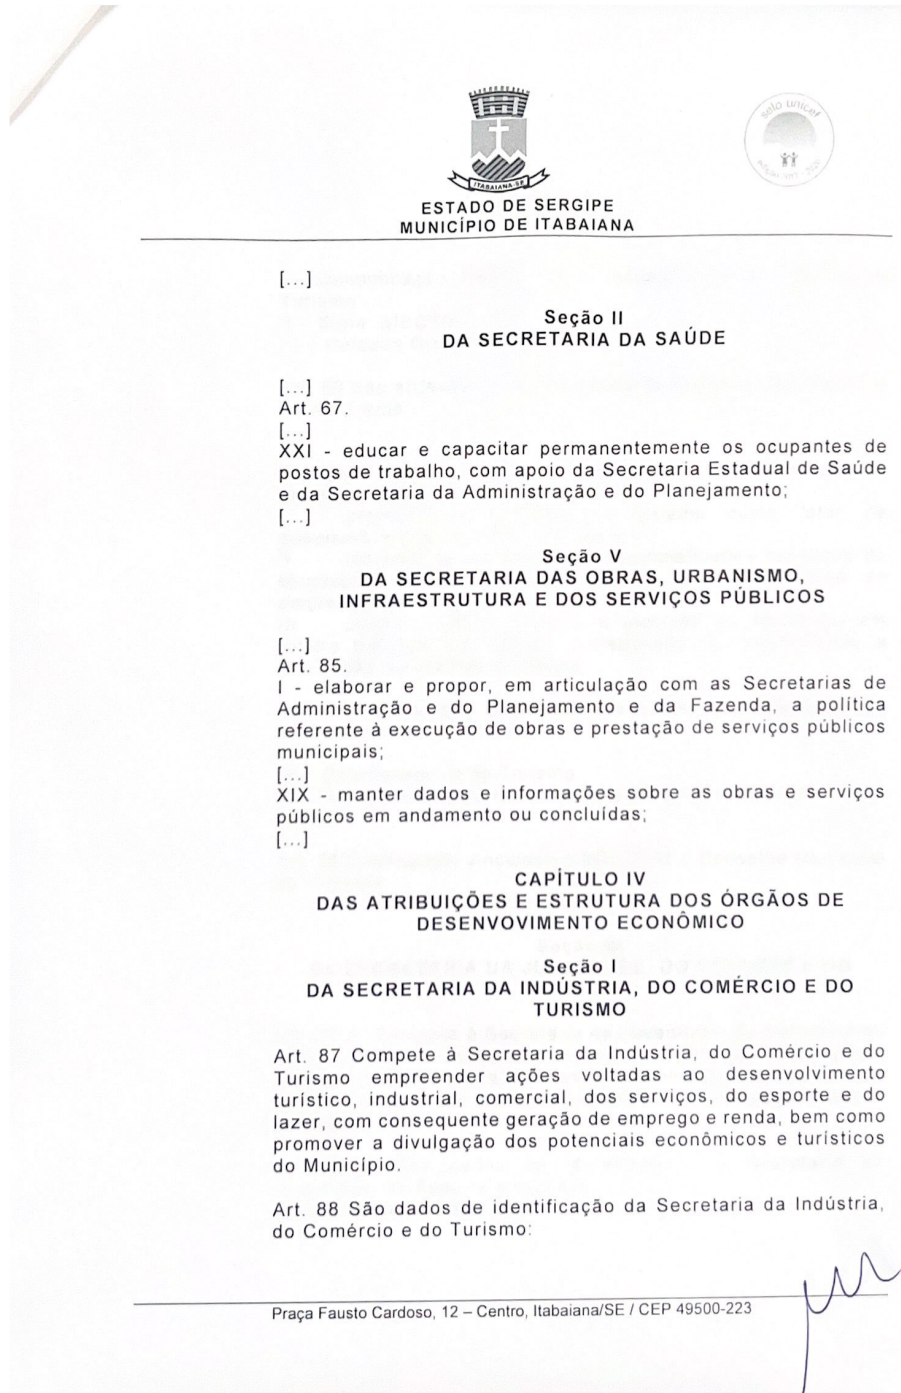 selo unicef
ITABAIANA-SE
ESTADO DE SERGIPE
MUNICÍPIO DE ITABAIANA
[...]
Seção II
DA SECRETARIA DA SAÚDE
[...]
Art. 67.
[...]
XXI - educar e capacitar permanentemente os ocupantes de
postos de trabalho, com apoio da Secretaria Estadual de Saúde
e da Secretaria da Administração e do Planejamento;
[...]
Seção V
DA SECRETARIA DAS OBRAS, URBANISMO,
INFRAESTRUTURA E DOS SERVIÇOS PÚBLICOS
[...]
Art. 85.
I - elaborar e propor, em articulação com as Secretarias de
Administração e do Planejamento e da Fazenda, a política
referente à execução de obras e prestação de serviços públicos
municipais;
[...]
XIX - manter dados e informações sobre as obras e serviços
públicos em andamento ou concluídas;
[...]
CAPÍTULO IV
DAS ATRIBUIÇÕES E ESTRUTURA DOS ÓRGÃOS DE
DESENVOVIMENTO ECONÔMICO
Seção I
DA SECRETARIA DA INDÚSTRIA, DO COMÉRCIO E DO
TURISMO
Art. 87 Compete à Secretaria da Indústria, do Comércio e do
Turismo empreender ações voltadas ao desenvolvimento
turístico, industrial, comercial, dos serviços, do esporte e do
lazer, com consequente geração de emprego e renda, bem como
promover a divulgação dos potenciais econômicos e turísticos
do Município.
Art. 88 São dados de identificação da Secretaria da Indústria,
do Comércio e do Turismo:
Praça Fausto Cardoso, 12 – Centro, Itabaiana/SE / CEP 49500-223